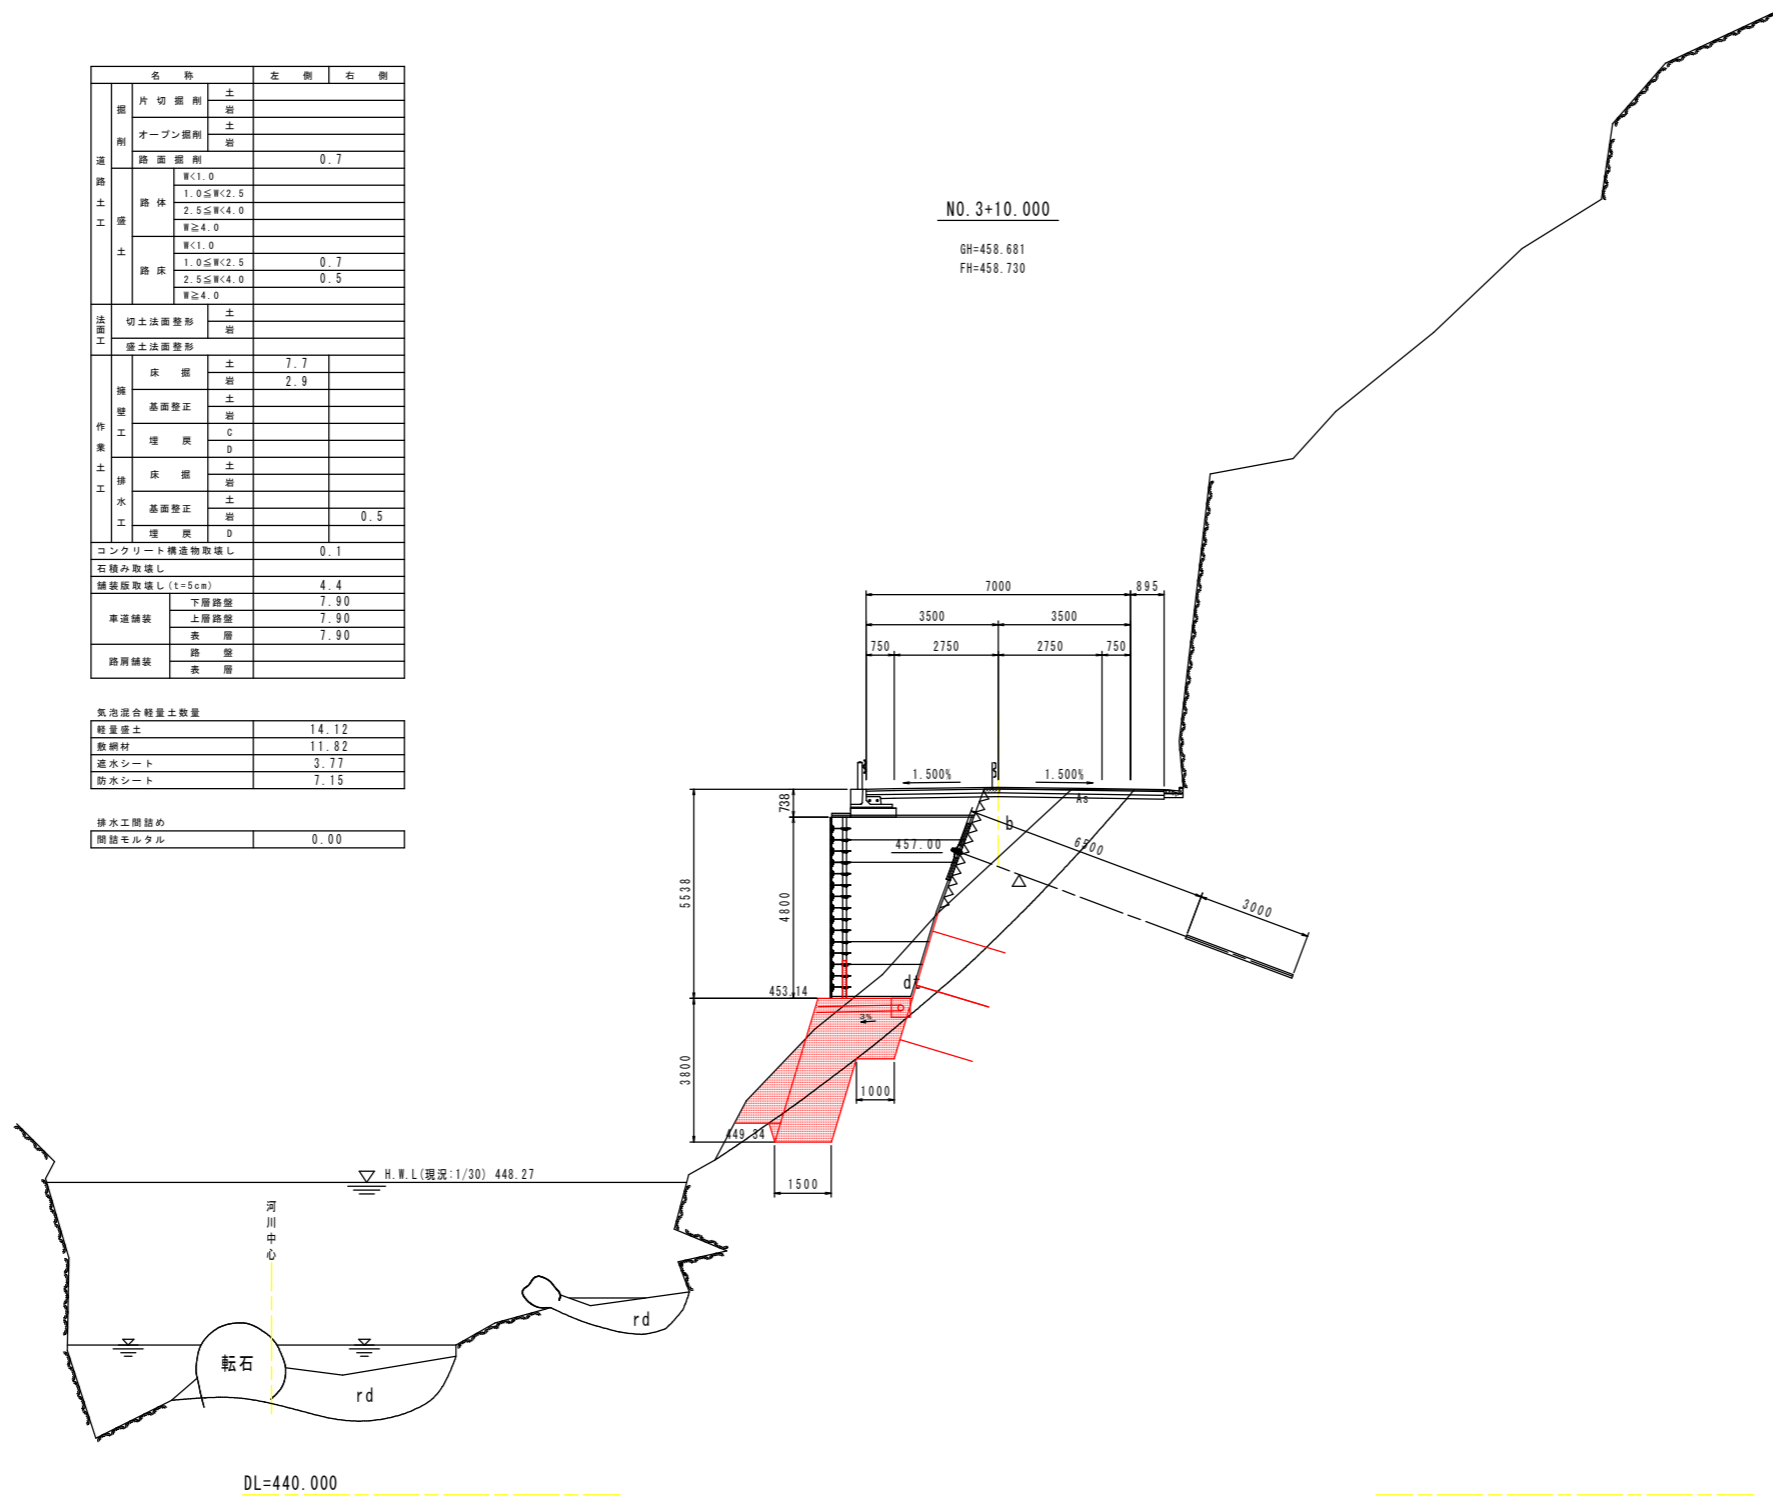 名 称 左 側 右 側
道路土工 掘削 片切掘削 土
岩
オープン掘削 土
岩
路面掘削 0.7
盛土 路体 W<1.0
1.0≦W<2.5
2.5≦W<4.0
W≧4.0
路床 W<1.0
1.0≦W<2.5 0.7
2.5≦W<4.0 0.5
W≧4.0
法面工 切土法面整形 土
岩
盛土法面整形
作業土工 擁壁工 床掘 土 7.7
岩 2.9
基面整正 土
岩
埋戻 C
D
排水工 床掘 土
岩
基面整正 土
岩 0.5
埋戻 D
コンクリート構造物取壊し 0.1
石積み取壊し
舗装版取壊し(t=5cm) 4.4
車道舗装 下層路盤 7.90
上層路盤 7.90
表層 7.90
路肩舗装 路盤
表層
気泡混合軽量土数量
軽量盛土 14.12
敷網材 11.82
遮水シート 3.77
防水シート 7.15
排水工間詰め
間詰モルタル 0.00
NO.3+10.000
GH=458.681
FH=458.730
7000 895
3500 3500
750 2750 2750 750
1.500% 1.500%
As
738
b
457.00
6500
3000
5538
4800
dt
453.14
3%
3800
1000
449.34
1500
H.W.L(現況:1/30) 448.27
河川中心
rd
転石
rd
DL=440.000